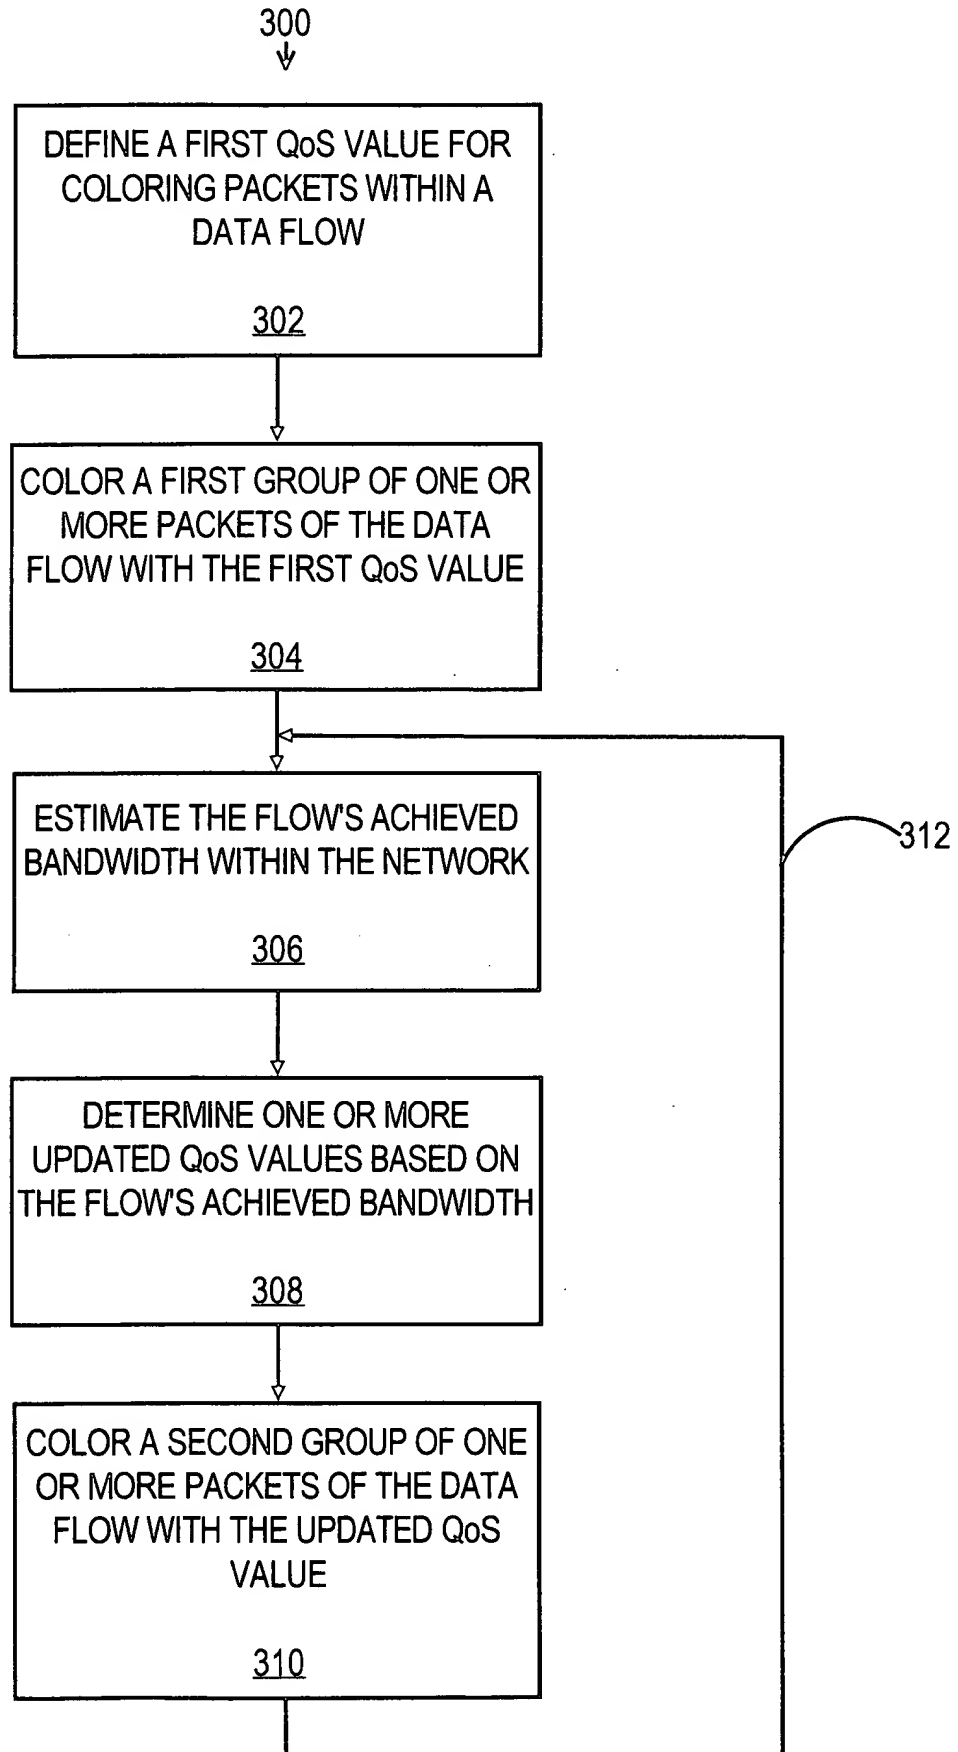 300
DEFINE A FIRST QoS VALUE FOR
COLORING PACKETS WITHIN A
DATA FLOW
302
COLOR A FIRST GROUP OF ONE OR
MORE PACKETS OF THE DATA
FLOW WITH THE FIRST QoS VALUE
304
ESTIMATE THE FLOW'S ACHIEVED
BANDWIDTH WITHIN THE NETWORK
306
312
DETERMINE ONE OR MORE
UPDATED QoS VALUES BASED ON
THE FLOW'S ACHIEVED BANDWIDTH
308
COLOR A SECOND GROUP OF ONE
OR MORE PACKETS OF THE DATA
FLOW WITH THE UPDATED QoS
VALUE
310